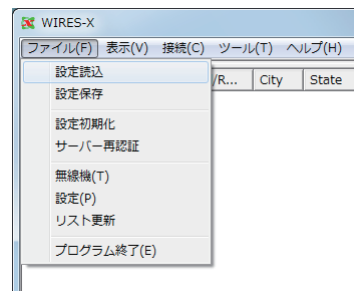 WIRES-X
ファイル(F) 表示(V) 接続(C) ツール(T) ヘルプ(H)
/R... City State
設定読込
設定保存
設定初期化
サーバー再認証
無線機(T)
設定(P)
リスト更新
プログラム終了(E)